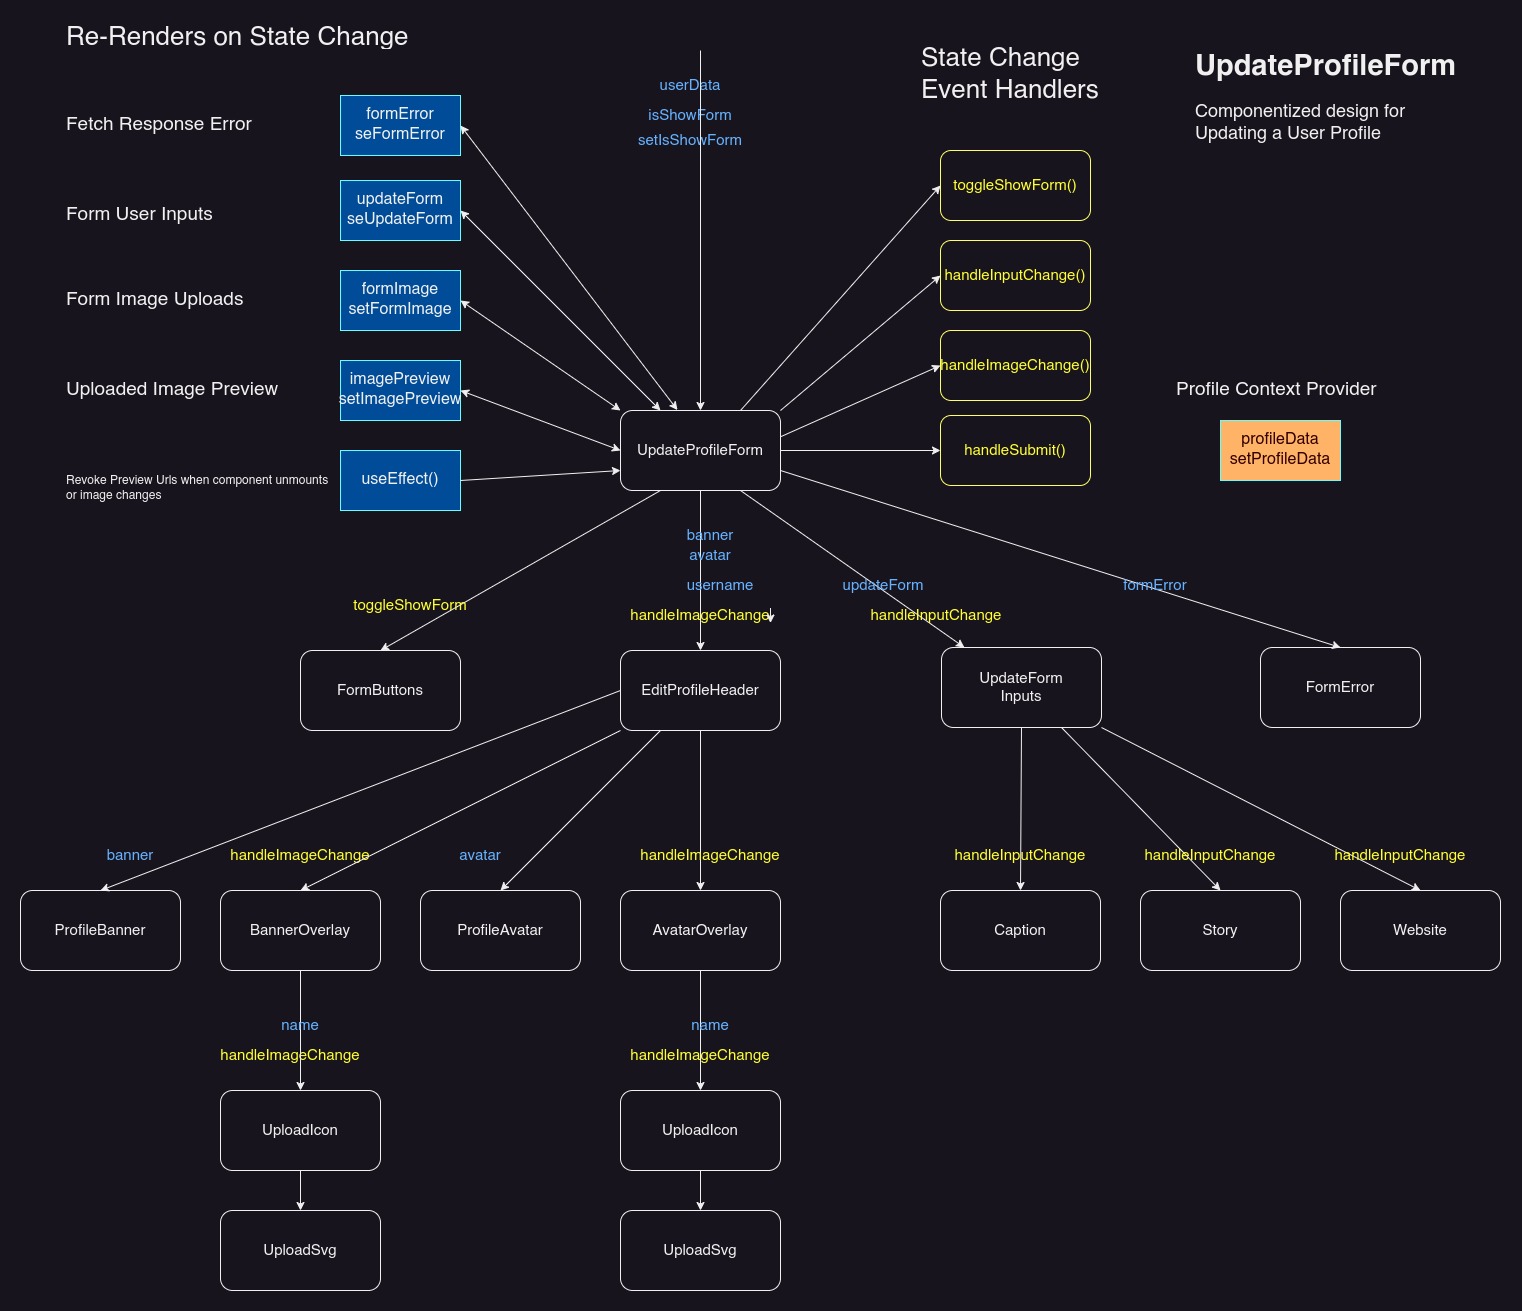 Re-Renders on State Change
State Change
Event Handlers
UpdateProfileForm
Componentized design for
Updating a User Profile
userData
isShowForm
setIsShowForm
Fetch Response Error
formError
seFormError
Form User Inputs
updateForm
seUpdateForm
Form Image Uploads
formImage
setFormImage
Uploaded Image Preview
imagePreview
setImagePreview
Revoke Preview Urls when component unmounts
or image changes
useEffect()
toggleShowForm()
handleInputChange()
handleImageChange()
handleSubmit()
Profile Context Provider
profileData
setProfileData
UpdateProfileForm
toggleShowForm
banner
avatar
username
handleImageChange
updateForm
handleInputChange
formError
FormButtons
EditProfileHeader
UpdateForm
Inputs
FormError
banner
handleImageChange
avatar
handleImageChange
handleInputChange
handleInputChange
handleInputChange
ProfileBanner
BannerOverlay
ProfileAvatar
AvatarOverlay
Caption
Story
Website
name
handleImageChange
name
handleImageChange
UploadIcon
UploadIcon
UploadSvg
UploadSvg